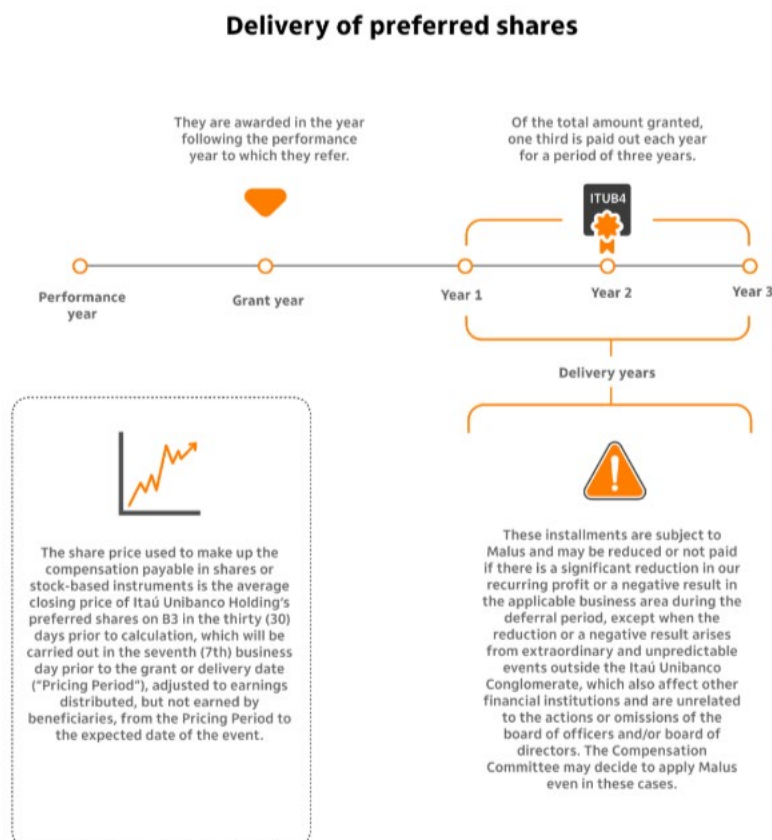 Delivery of preferred shares
They are awarded in the year
following the performance
year to which they refer.
Of the total amount granted,
one third is paid out each year
for a period of three years.
ITUB4
Performance
year
Grant year
Year 1
Year 2
Year 3
Delivery years
The share price used to make up the
compensation payable in shares or
stock-based instruments is the average
closing price of Itaú Unibanco Holding's
preferred shares on B3 in the thirty (30)
days prior to calculation, which will be
carried out in the seventh (7th) business
day prior to the grant or delivery date
("Pricing Period"), adjusted to earnings
distributed, but not earned by
beneficiaries, from the Pricing Period to
the expected date of the event.
These installments are subject to
Malus and may be reduced or not paid
if there is a significant reduction in our
recurring profit or a negative result in
the applicable business area during the
deferral period, except when the
reduction or a negative result arises
from extraordinary and unpredictable
events outside the Itaú Unibanco
Conglomerate, which also affect other
financial institutions and are unrelated
to the actions or omissions of the
board of officers and/or board of
directors. The Compensation
Committee may decide to apply Malus
even in these cases.